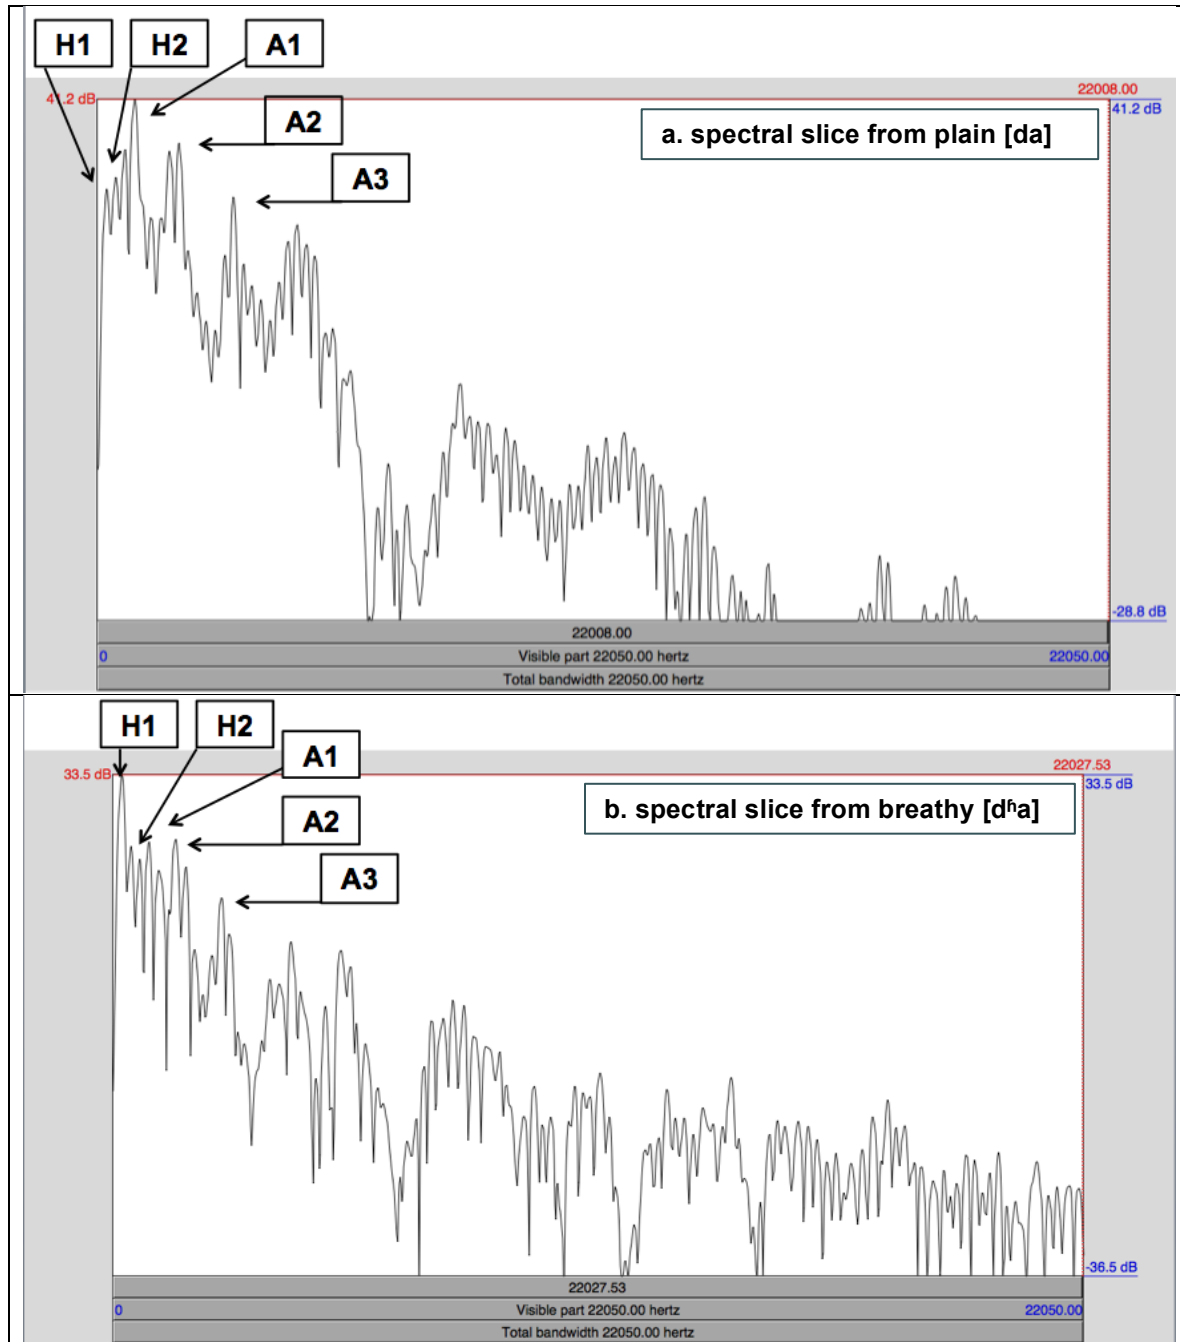 H1 H2 A1
A2
A3
41.2 dB
22008.00
41.2 dB
a. spectral slice from plain [da]
-28.8 dB
22008.00
0 Visible part 22050.00 hertz 22050.00
Total bandwidth 22050.00 hertz
H1 H2
A1
A2
A3
33.5 dB
22027.53
33.5 dB
b. spectral slice from breathy [dʱa]
-36.5 dB
22027.53
0 Visible part 22050.00 hertz 22050.00
Total bandwidth 22050.00 hertz